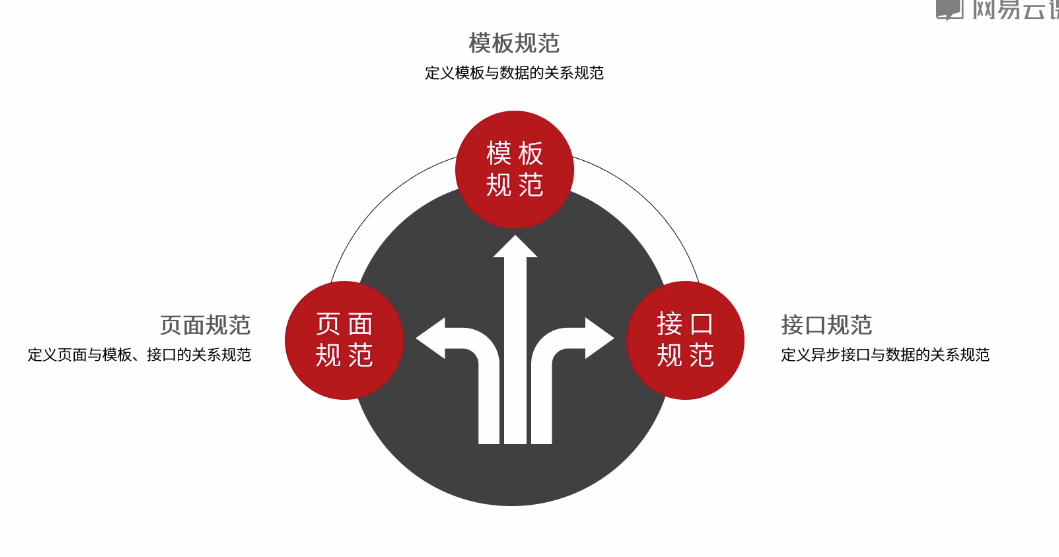 网易云课
模板规范
定义模板与数据的关系规范
模板
规范
页面规范
定义页面与模板、接口的关系规范
页面
规范
接口
规范
接口规范
定义异步接口与数据的关系规范